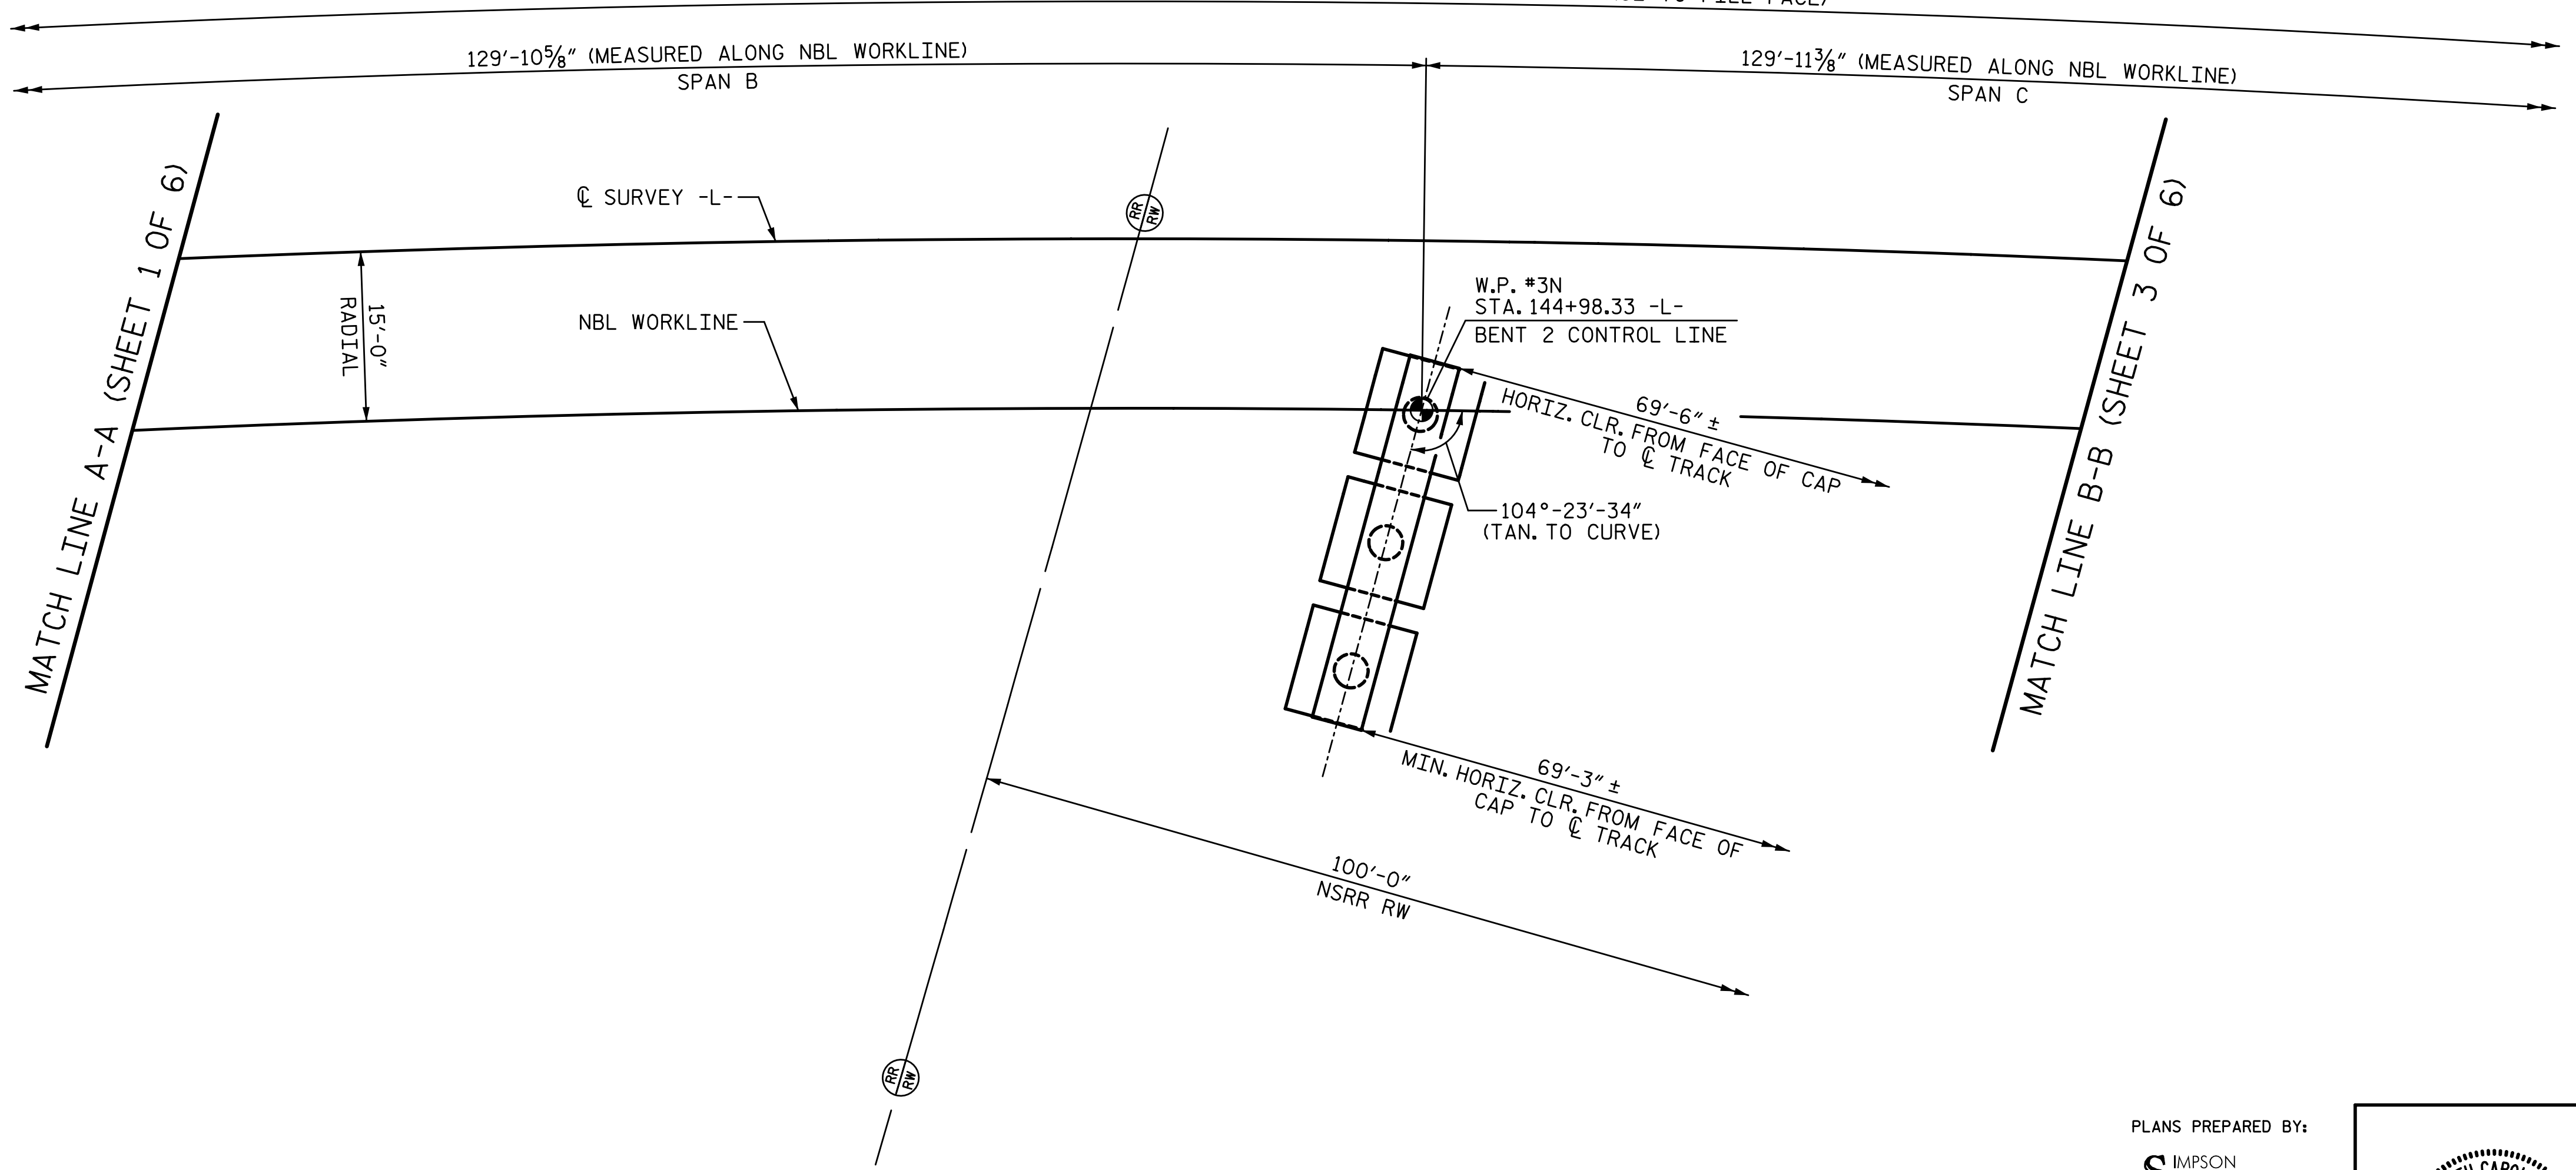 129'-10⅝" (MEASURED ALONG NBL WORKLINE)
SPAN B
129'-11⅜" (MEASURED ALONG NBL WORKLINE)
SPAN C
MATCH LINE A-A (SHEET 1 OF 6)
℄ SURVEY -L-
RR
RW
15'-0"
RADIAL
NBL WORKLINE
W.P. #3N
STA. 144+98.33 -L-
BENT 2 CONTROL LINE
69'-6" ±
HORIZ. CLR. FROM FACE OF CAP
TO ℄ TRACK
104°-23'-34"
(TAN. TO CURVE)
MATCH LINE B-B (SHEET 3 OF 6)
69'-3" ±
MIN. HORIZ. CLR. FROM FACE OF
CAP TO ℄ TRACK
100'-0"
NSRR RW
RR
RW
PLANS PREPARED BY:
SIMPSON